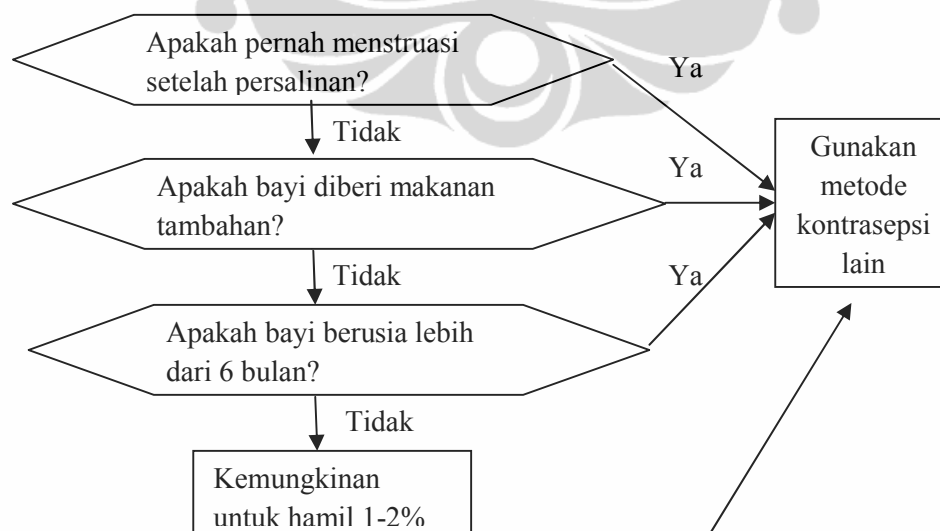 Apakah pernah menstruasi
setelah persalinan?
Ya
Tidak
Apakah bayi diberi makanan
tambahan?
Ya
Gunakan
metode
kontrasepsi
lain
Tidak
Apakah bayi berusia lebih
dari 6 bulan?
Ya
Tidak
Kemungkinan
untuk hamil 1-2%